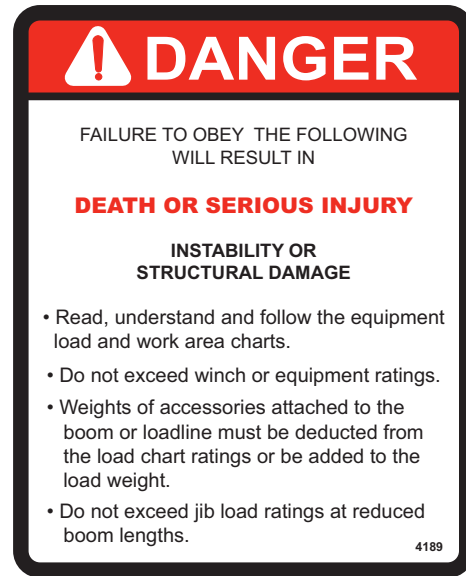 DANGER
FAILURE TO OBEY THE FOLLOWING
WILL RESULT IN
DEATH OR SERIOUS INJURY
INSTABILITY OR
STRUCTURAL DAMAGE
• Read, understand and follow the equipment
load and work area charts.
• Do not exceed winch or equipment ratings.
• Weights of accessories attached to the
boom or loadline must be deducted from
the load chart ratings or be added to the
load weight.
• Do not exceed jib load ratings at reduced
boom lengths.
4189